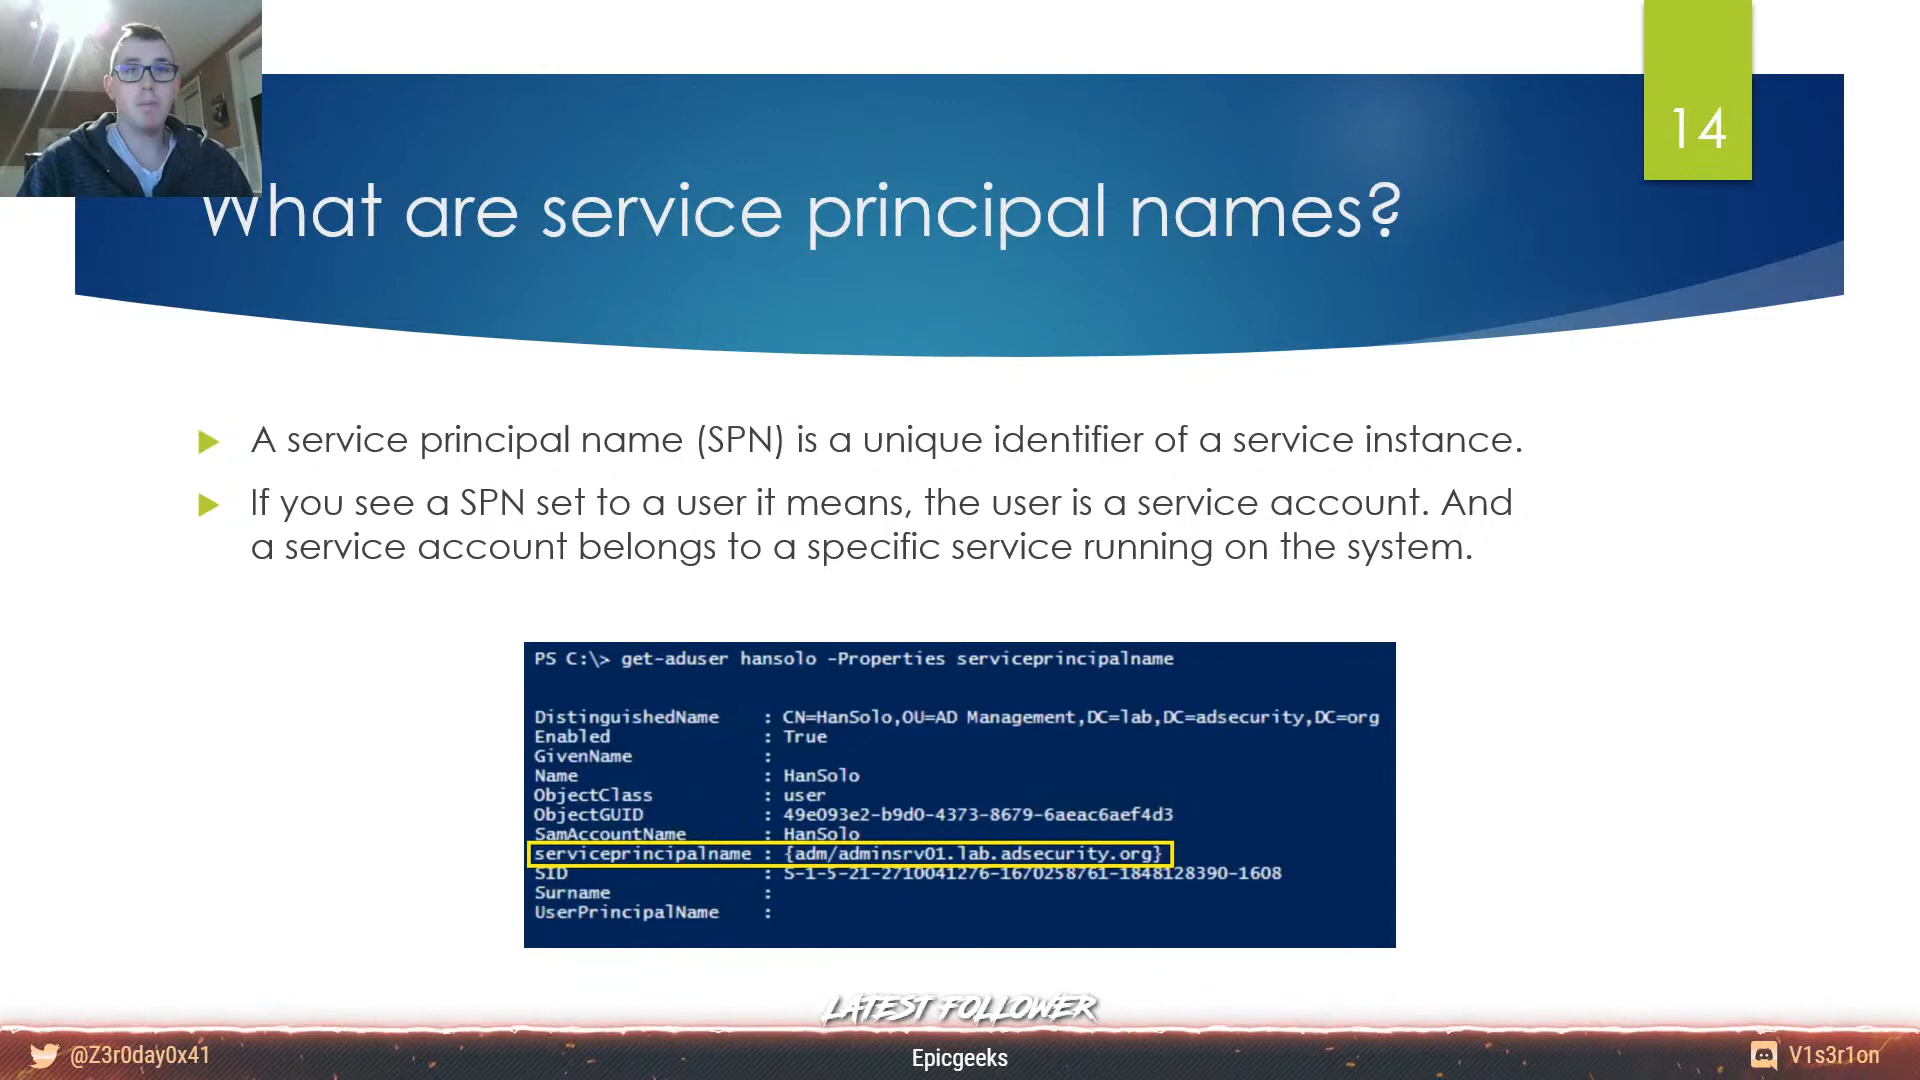 14
What are service principal names?
A service principal name (SPN) is a unique identifier of a service instance.
If you see a SPN set to a user it means, the user is a service account. And
a service account belongs to a specific service running on the system.
PS C:\> get-aduser hansolo -Properties serviceprincipalname
DistinguishedName : CN=HanSolo,OU=AD Management,DC=lab,DC=adsecurity,DC=org
Enabled : True
GivenName :
Name : HanSolo
ObjectClass : user
ObjectGUID : 49e093e2-b9d0-4373-8679-6aeac6aef4d3
SamAccountName : HanSolo
serviceprincipalname : {adm/adminsrv01.lab.adsecurity.org}
SID : S-1-5-21-2710041276-1670258761-1848128390-1608
Surname :
UserPrincipalName :
LATEST FOLLOWER
@Z3r0day0x41
Epicgeeks
V1s3r1on